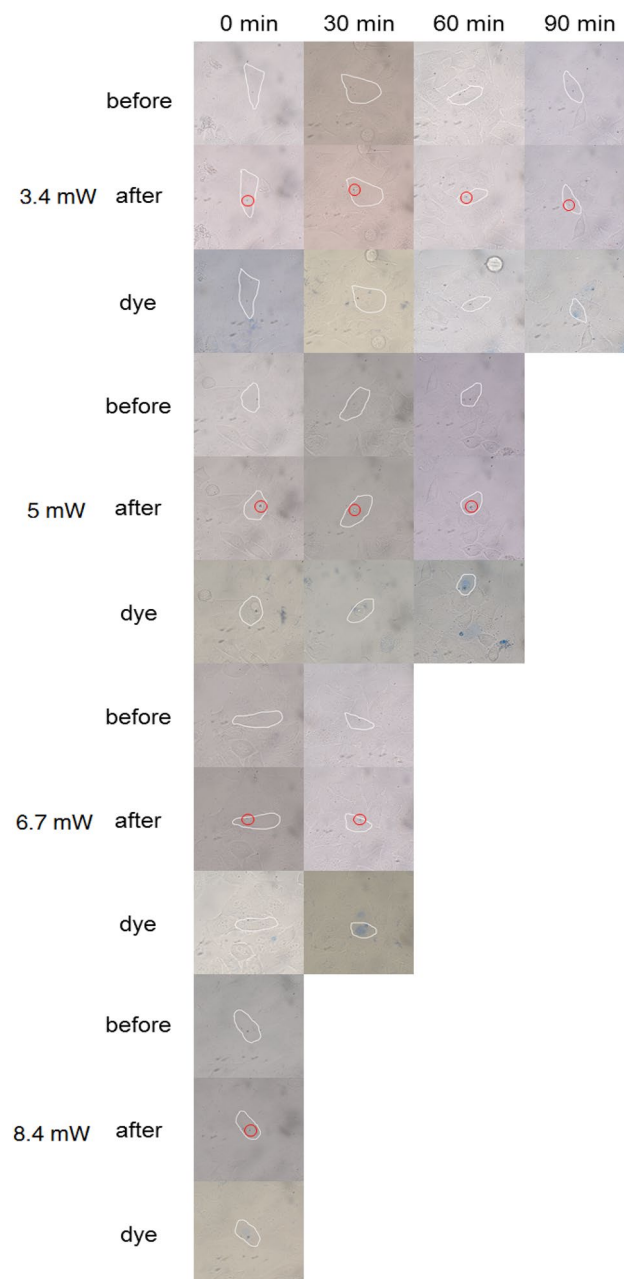 0 min 30 min 60 min 90 min
before
3.4 mW after
dye
before
5 mW after
dye
before
6.7 mW after
dye
before
8.4 mW after
dye